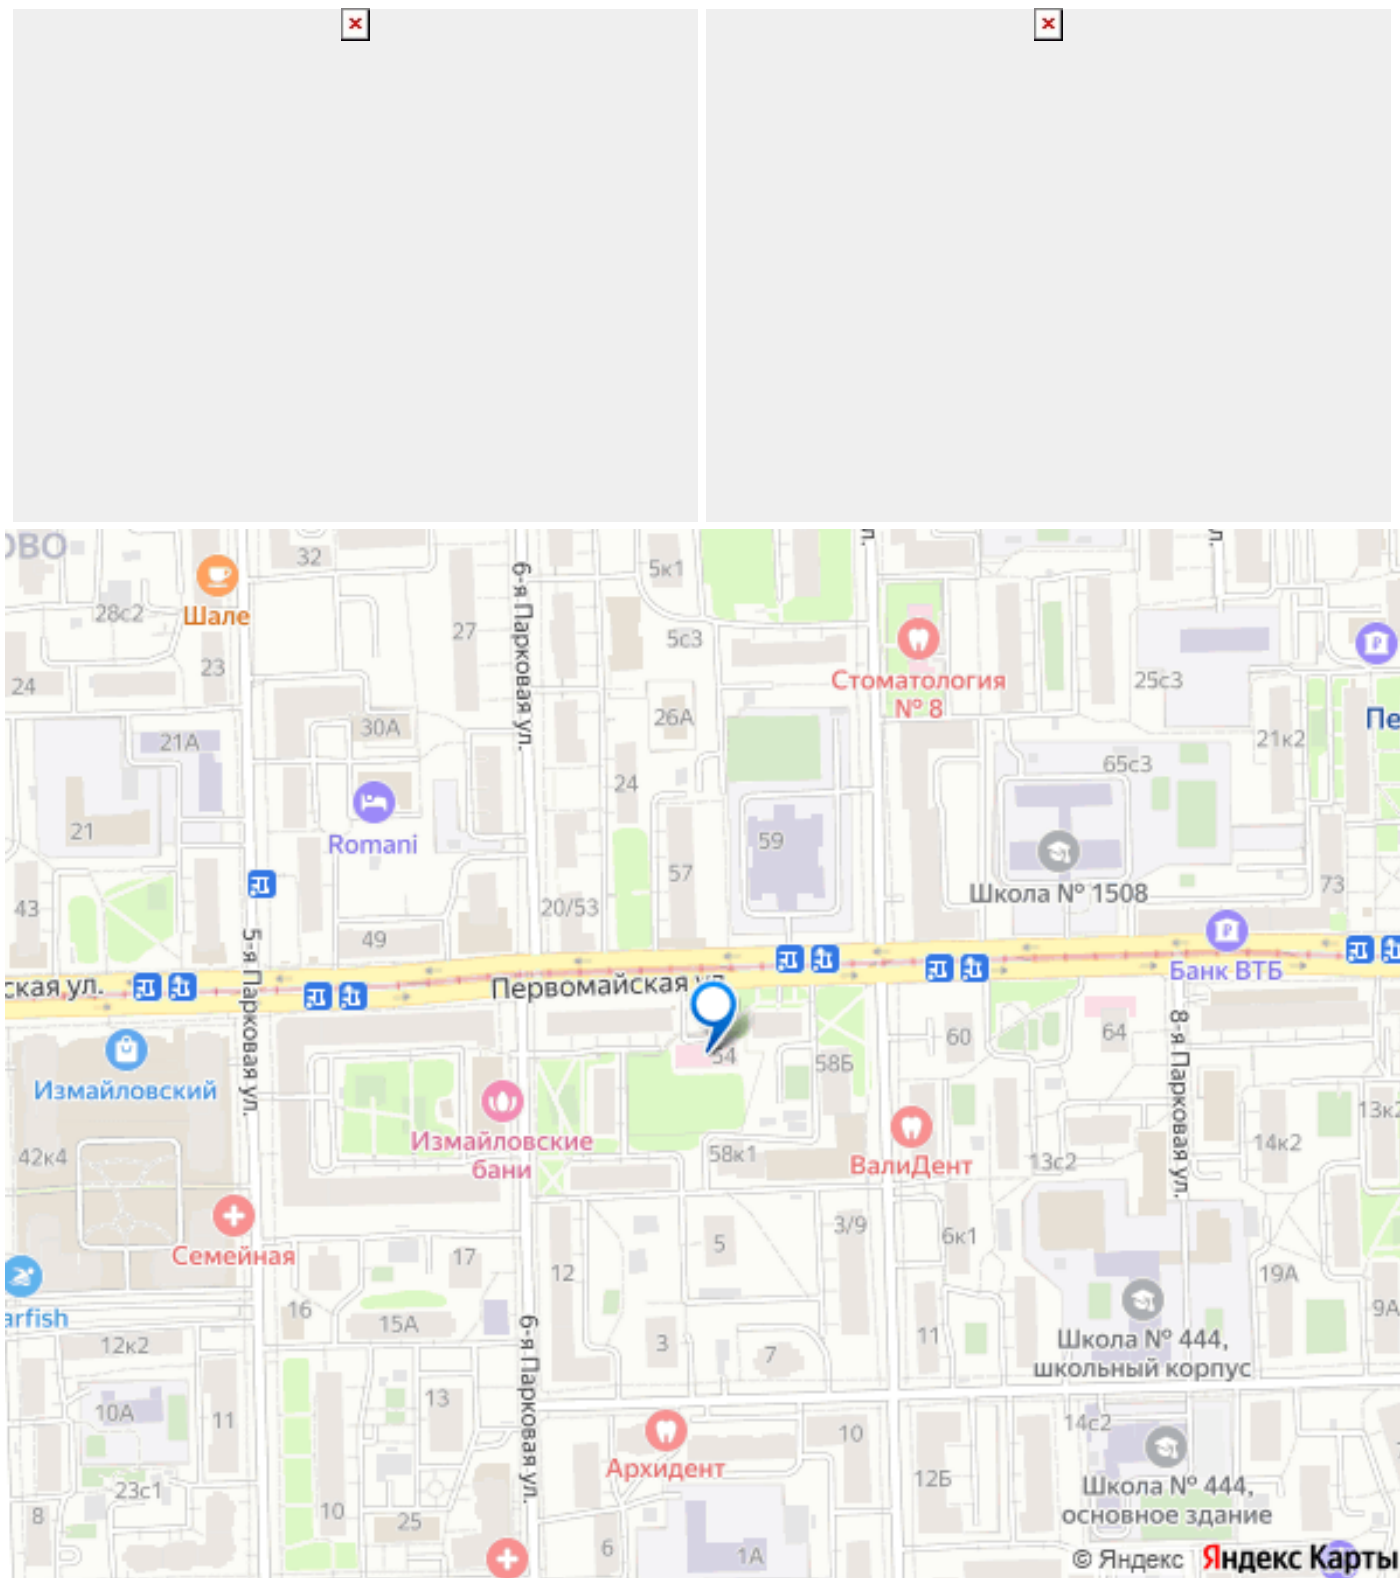 ОВО
32
5к1
6-я Парковая ул.
л.
л.
28с2
Шале
27
5с3
23
24
Стоматология
№ 8
25с3
26А
Пе
30А
21А
21к2
65с3
24
21
Romani
59
57
73
43
20/53
Школа № 1508
49
5-я Парковая ул.
Банк ВТБ
ская ул.
Первомайская ул.
60
64
8-я Парковая ул.
54
58Б
Измайловский
13к2
Измайловские
бани
42к4
58к1
ВалиДент
13с2
14к2
Семейная
17
12
5
3/9
6к1
19А
arfish
16
15А
6-я Парковая ул.
3
7
11
9А
12к2
Школа № 444,
школьный корпус
10А
11
13
10
14с2
Архидент
12Б
23с1
Школа № 444,
основное здание
8
10
25
6
1А
© Яндекс Яндекс Карты